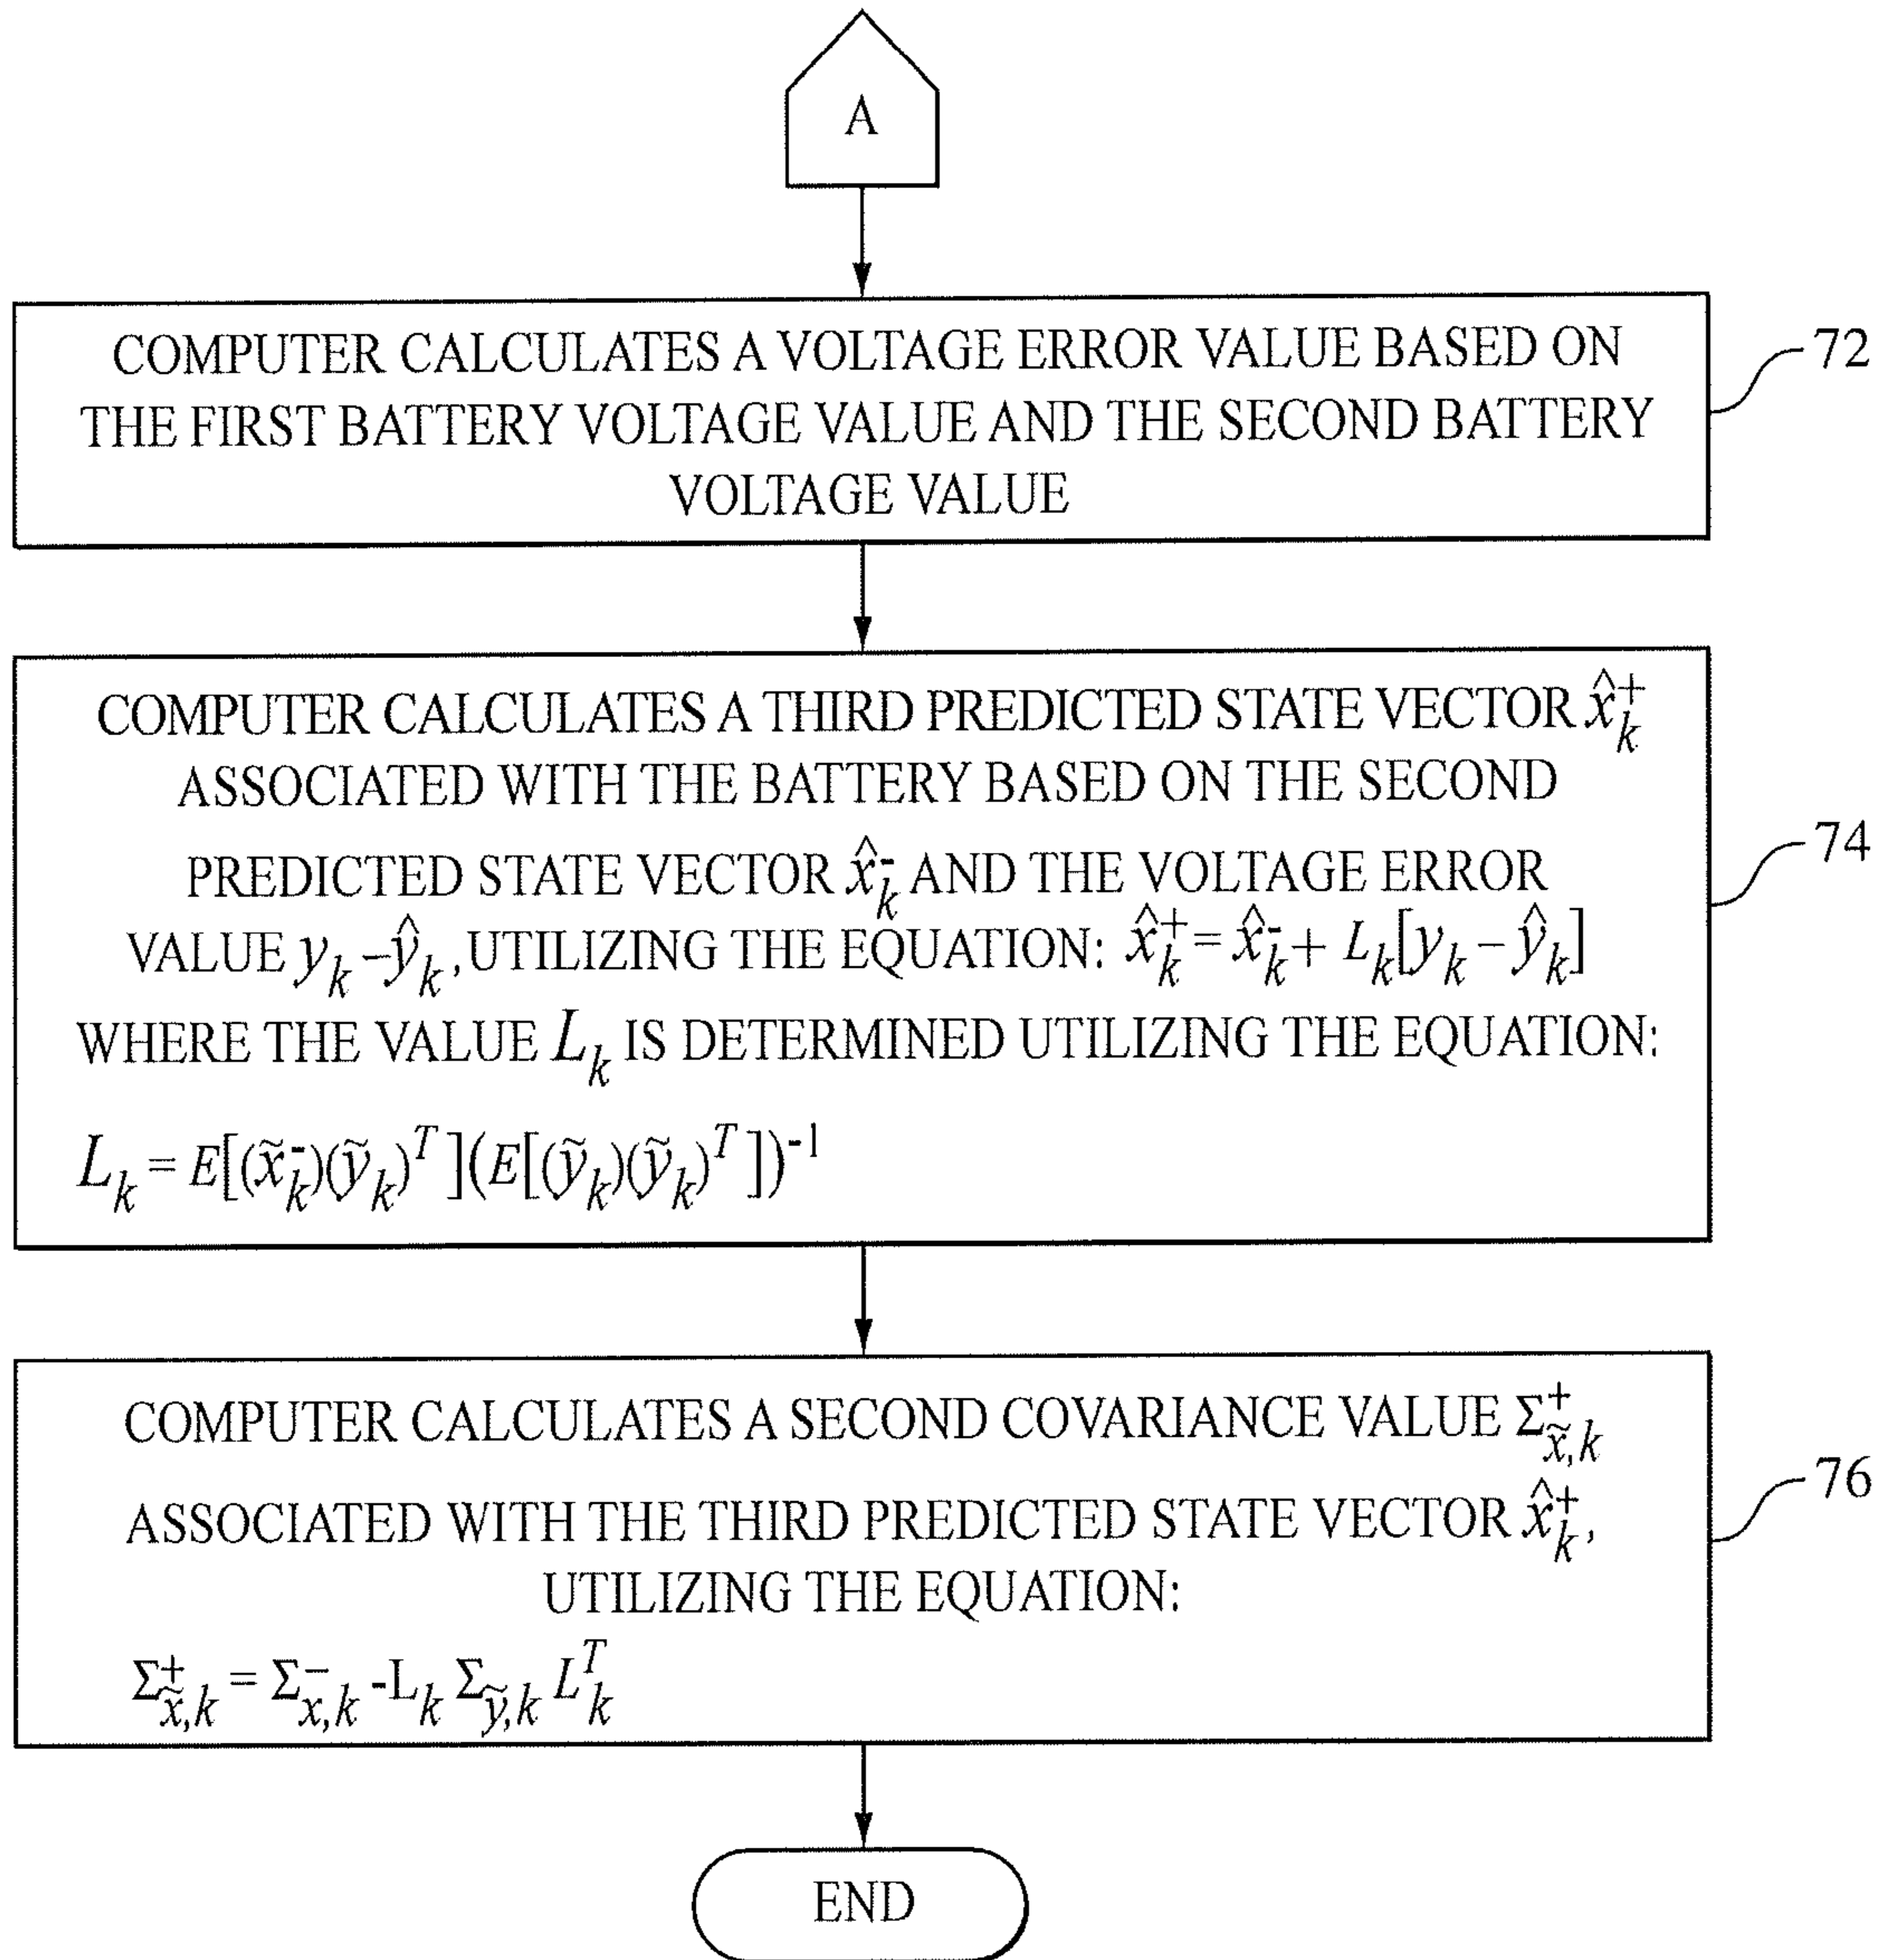 A
COMPUTER CALCULATES A VOLTAGE ERROR VALUE BASED ON
THE FIRST BATTERY VOLTAGE VALUE AND THE SECOND BATTERY
VOLTAGE VALUE
72
COMPUTER CALCULATES A THIRD PREDICTED STATE VECTOR x̂_k^+
ASSOCIATED WITH THE BATTERY BASED ON THE SECOND
PREDICTED STATE VECTOR x̂_k^- AND THE VOLTAGE ERROR
VALUE y_k – ŷ_k, UTILIZING THE EQUATION: x̂_k^+ = x̂_k^- + L_k[y_k – ŷ_k]
WHERE THE VALUE L_k IS DETERMINED UTILIZING THE EQUATION:
L_k = E[(x̃_k^-)(ỹ_k)^T](E[(ỹ_k)(ỹ_k)^T])^-1
74
COMPUTER CALCULATES A SECOND COVARIANCE VALUE Σ_x̃,k^+
ASSOCIATED WITH THE THIRD PREDICTED STATE VECTOR x̂_k^+,
UTILIZING THE EQUATION:
Σ_x̃,k^+ = Σ_x,k^- - L_k Σ_ỹ,k L_k^T
76
END